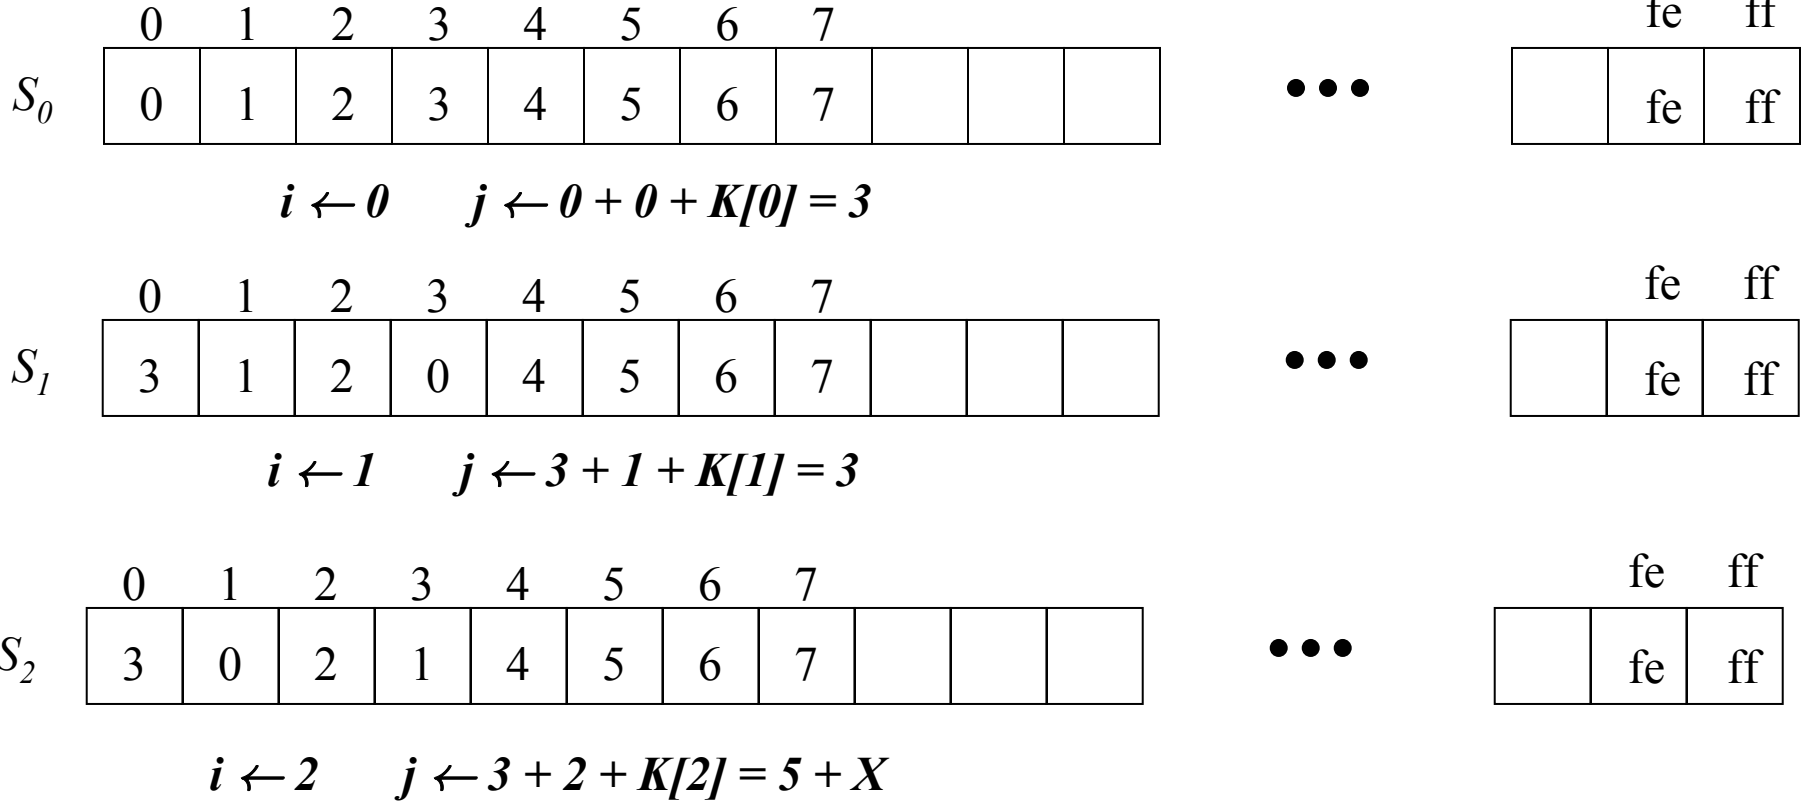 0 1 2 3 4 5 6 7 fe ff
S₀ 0 1 2 3 4 5 6 7 ••• fe ff
i ← 0 j ← 0 + 0 + K[0] = 3
0 1 2 3 4 5 6 7 fe ff
S₁ 3 1 2 0 4 5 6 7 ••• fe ff
i ← 1 j ← 3 + 1 + K[1] = 3
0 1 2 3 4 5 6 7 fe ff
S₂ 3 0 2 1 4 5 6 7 ••• fe ff
i ← 2 j ← 3 + 2 + K[2] = 5 + X